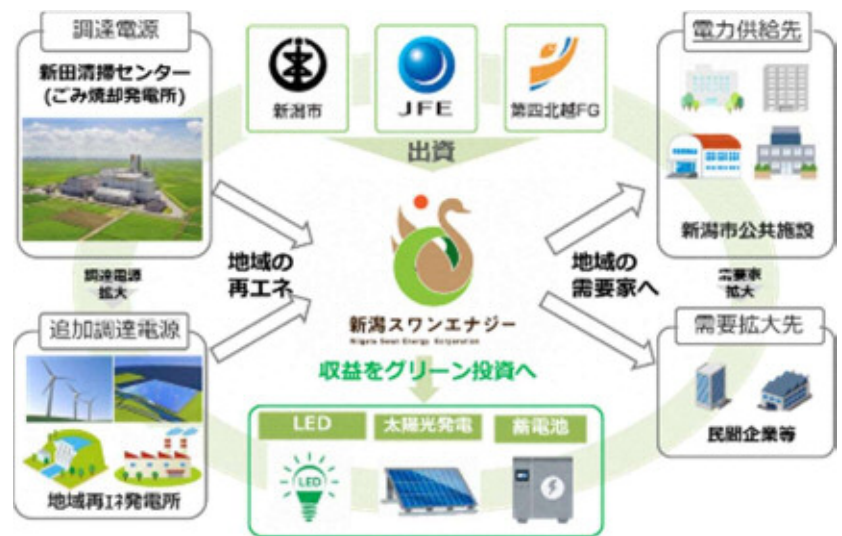 調達電源
新田清掃センター
(ごみ焼却発電所)
新潟市
JFE
第四北越FG
出資
電力供給先
新潟市公共施設
調達電源
拡大
地域の
再エネ
新潟スワンエナジー
Niigata Swan Energy Corporation
地域の
需要家へ
需要家
拡大
追加調達電源
地域再エネ発電所
収益をグリーン投資へ
LED
太陽光発電
蓄電池
LED
需要拡大先
民間企業等